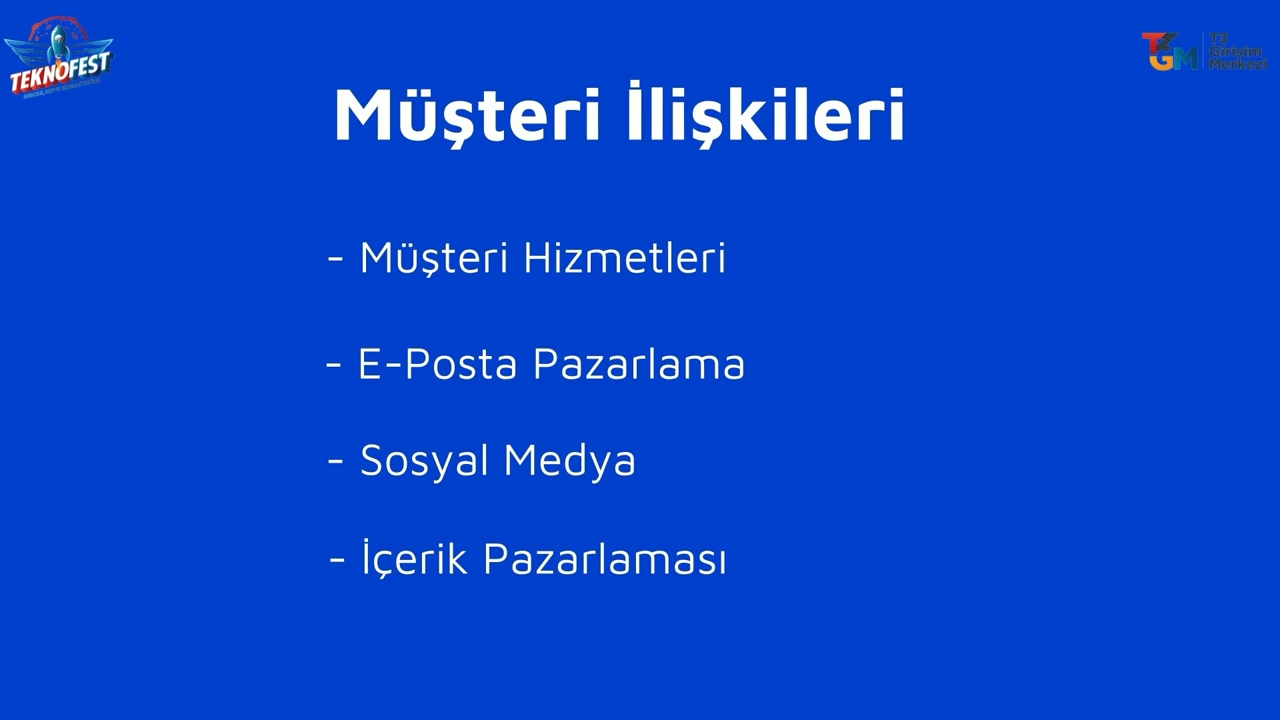 TEKNOFEST
T3
Girişim
Merkezi
Müşteri İlişkileri
- Müşteri Hizmetleri
- E-Posta Pazarlama
- Sosyal Medya
- İçerik Pazarlaması